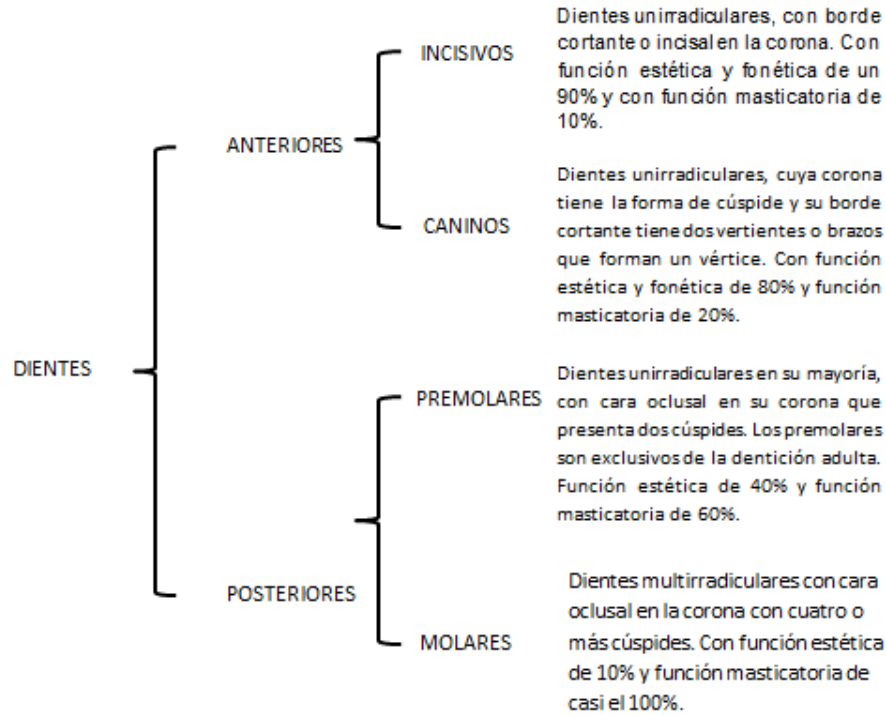 Dientes unirradiculares, con borde
cortante o incisal en la corona. Con
función estética y fonética de un
90% y con función masticatoria de
10%.
INCISIVOS
ANTERIORES
Dientes unirradiculares, cuya corona
tiene la forma de cúspide y su borde
cortante tiene dos vertientes o brazos
que forman un vértice. Con función
estética y fonética de 80% y función
masticatoria de 20%.
CANINOS
DIENTES
Dientes unirradiculares en su mayoría,
con cara oclusal en su corona que
presenta dos cúspides. Los premolares
son exclusivos de la dentición adulta.
Función estética de 40% y función
masticatoria de 60%.
PREMOLARES
POSTERIORES
Dientes multirradiculares con cara
oclusal en la corona con cuatro o
más cúspides. Con función estética
de 10% y función masticatoria de
casi el 100%.
MOLARES